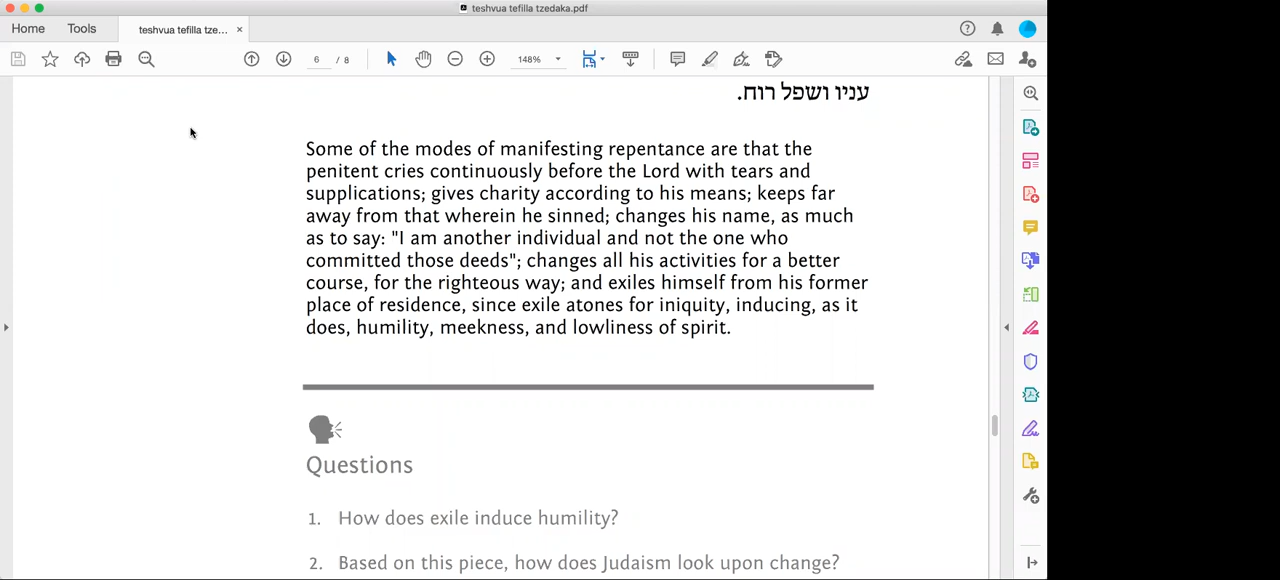 teshvua tefilla tzedaka.pdf
Home
Tools
teshvua tefilla tze...
6 / 8
148%
עניו ושפל רוח.
Some of the modes of manifesting repentance are that the
penitent cries continuously before the Lord with tears and
supplications; gives charity according to his means; keeps far
away from that wherein he sinned; changes his name, as much
as to say: "I am another individual and not the one who
committed those deeds"; changes all his activities for a better
course, for the righteous way; and exiles himself from his former
place of residence, since exile atones for iniquity, inducing, as it
does, humility, meekness, and lowliness of spirit.
Questions
1. How does exile induce humility?
2. Based on this piece, how does Judaism look upon change?